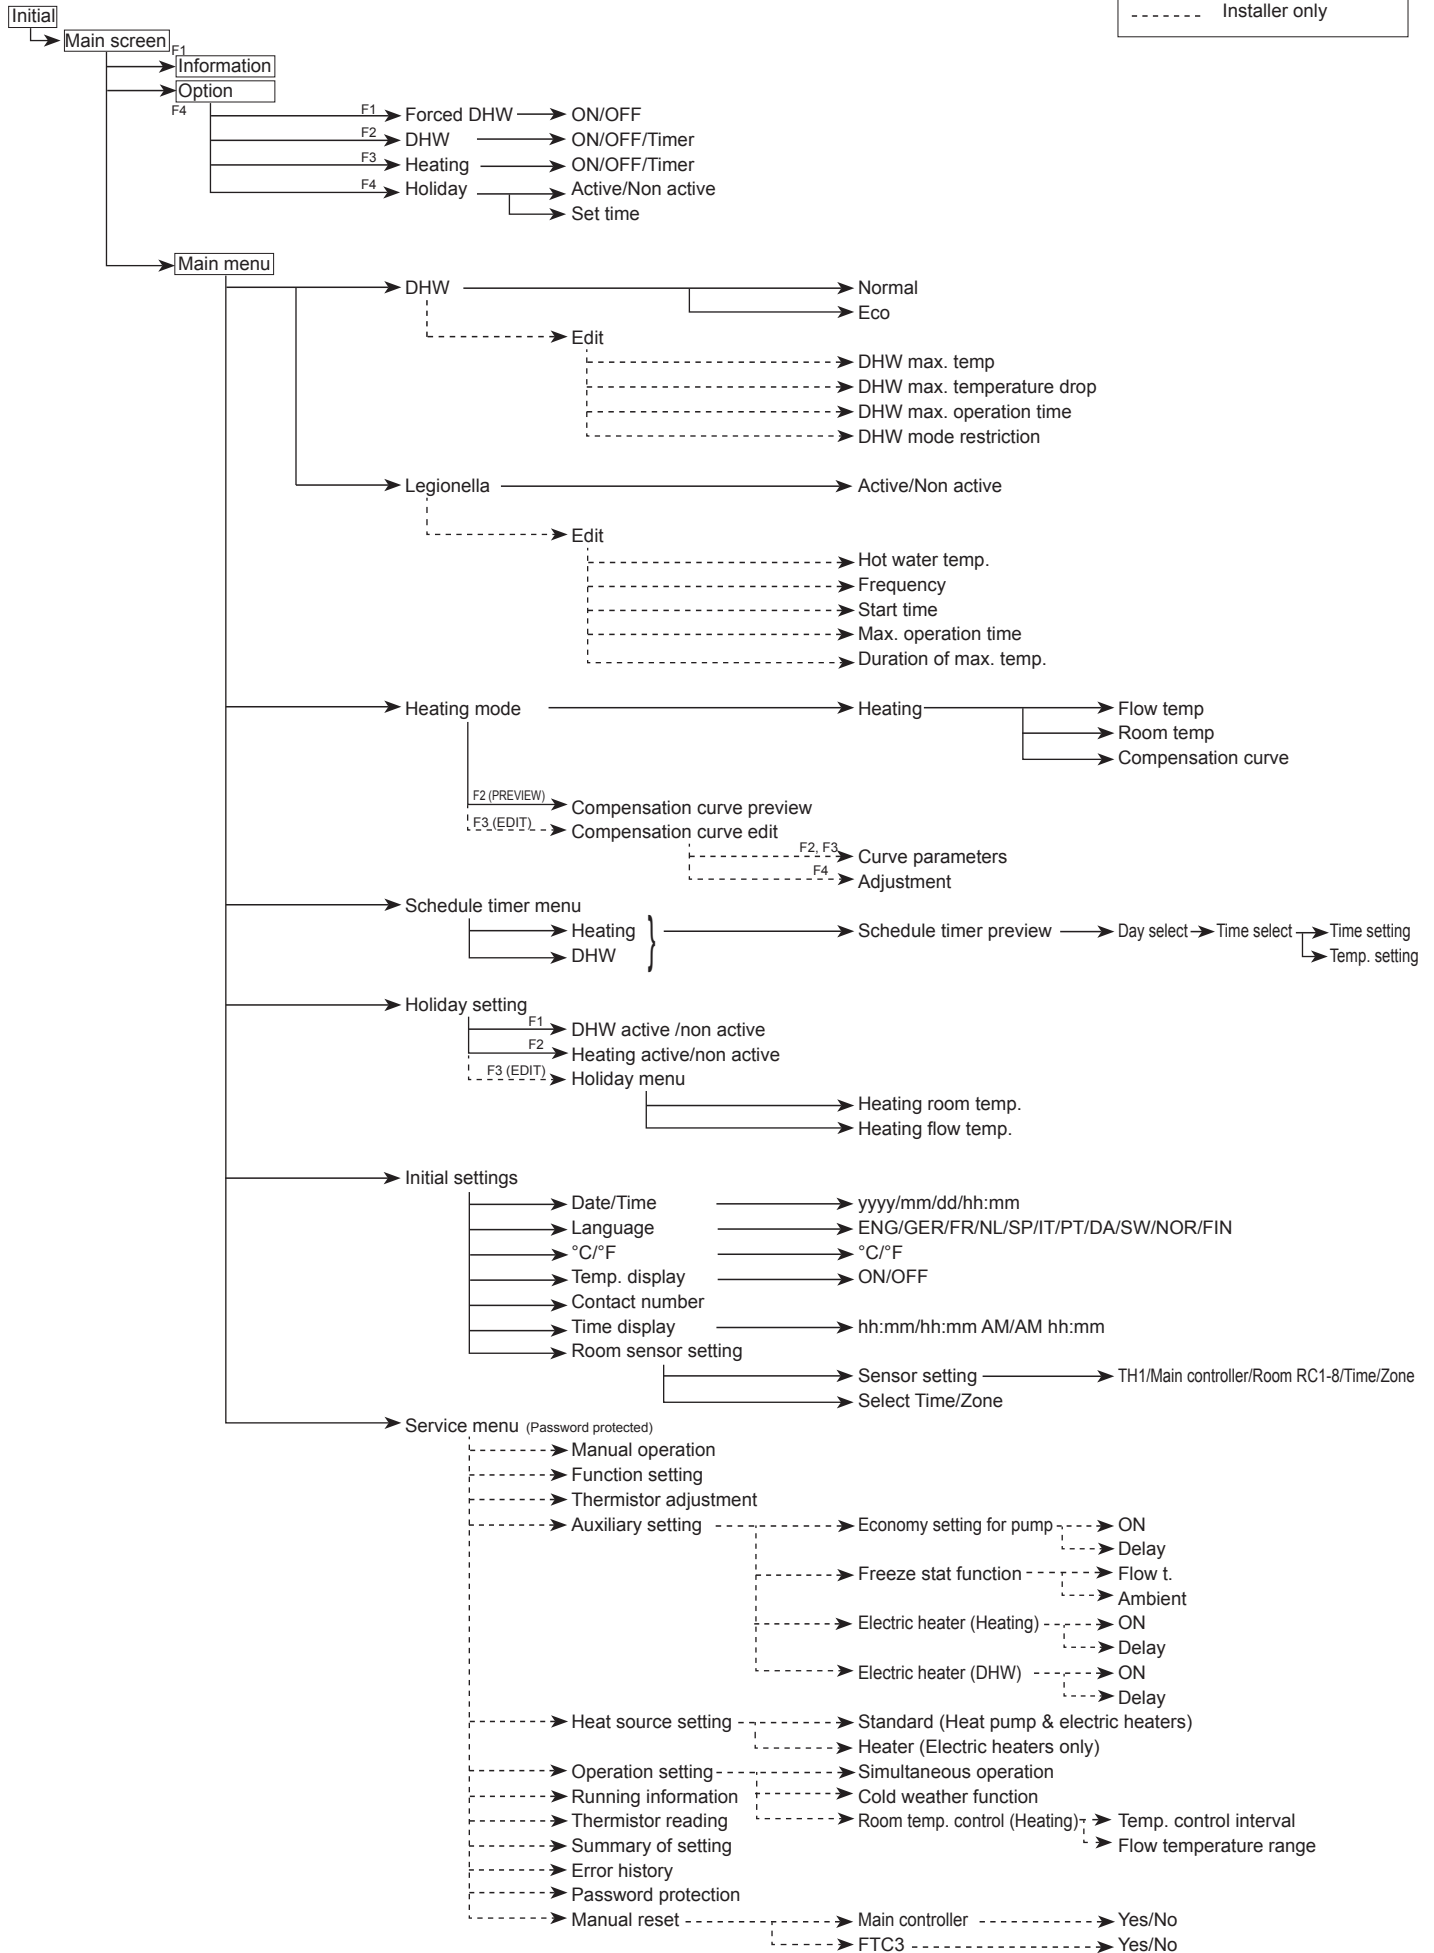 Installer only
Initial
Main screen
F1
Information
Option
F4
F1 Forced DHW ON/OFF
F2 DHW ON/OFF/Timer
F3 Heating ON/OFF/Timer
F4 Holiday Active/Non active
Set time
Main menu
DHW Normal
Eco
Edit
DHW max. temp
DHW max. temperature drop
DHW max. operation time
DHW mode restriction
Legionella Active/Non active
Edit
Hot water temp.
Frequency
Start time
Max. operation time
Duration of max. temp.
Heating mode Heating Flow temp
Room temp
Compensation curve
F2 (PREVIEW) Compensation curve preview
F3 (EDIT) Compensation curve edit
F2, F3 Curve parameters
F4 Adjustment
Schedule timer menu
Heating } Schedule timer preview Day select Time select Time setting
DHW Temp. setting
Holiday setting
F1 DHW active /non active
F2 Heating active/non active
F3 (EDIT) Holiday menu
Heating room temp.
Heating flow temp.
Initial settings
Date/Time yyyy/mm/dd/hh:mm
Language ENG/GER/FR/NL/SP/IT/PT/DA/SW/NOR/FIN
°C/°F °C/°F
Temp. display ON/OFF
Contact number
Time display hh:mm/hh:mm AM/AM hh:mm
Room sensor setting
Sensor setting TH1/Main controller/Room RC1-8/Time/Zone
Select Time/Zone
Service menu (Password protected)
Manual operation
Function setting
Thermistor adjustment
Auxiliary setting Economy setting for pump ON
Delay
Freeze stat function Flow t.
Ambient
Electric heater (Heating) ON
Delay
Electric heater (DHW) ON
Delay
Heat source setting Standard (Heat pump & electric heaters)
Heater (Electric heaters only)
Operation setting Simultaneous operation
Running information Cold weather function
Thermistor reading Room temp. control (Heating) Temp. control interval
Summary of setting Flow temperature range
Error history
Password protection
Manual reset Main controller Yes/No
FTC3 Yes/No